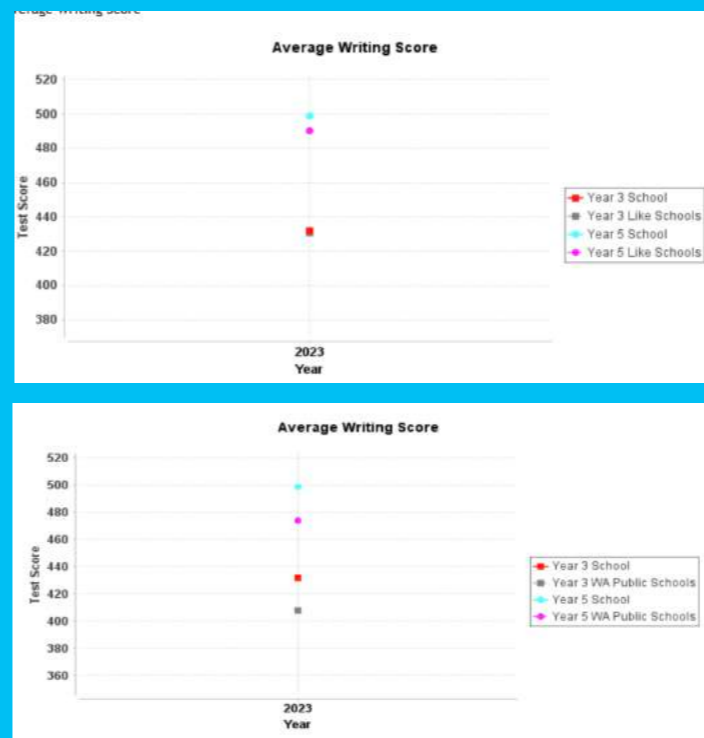 Average Writing Score
Average Writing Score
520
500
480
460
440
420
400
380
Test Score
2023
Year
Year 3 School
Year 3 Like Schools
Year 5 School
Year 5 Like Schools
Average Writing Score
520
500
480
460
440
420
400
380
360
Test Score
2023
Year
Year 3 School
Year 3 WA Public Schools
Year 5 School
Year 5 WA Public Schools